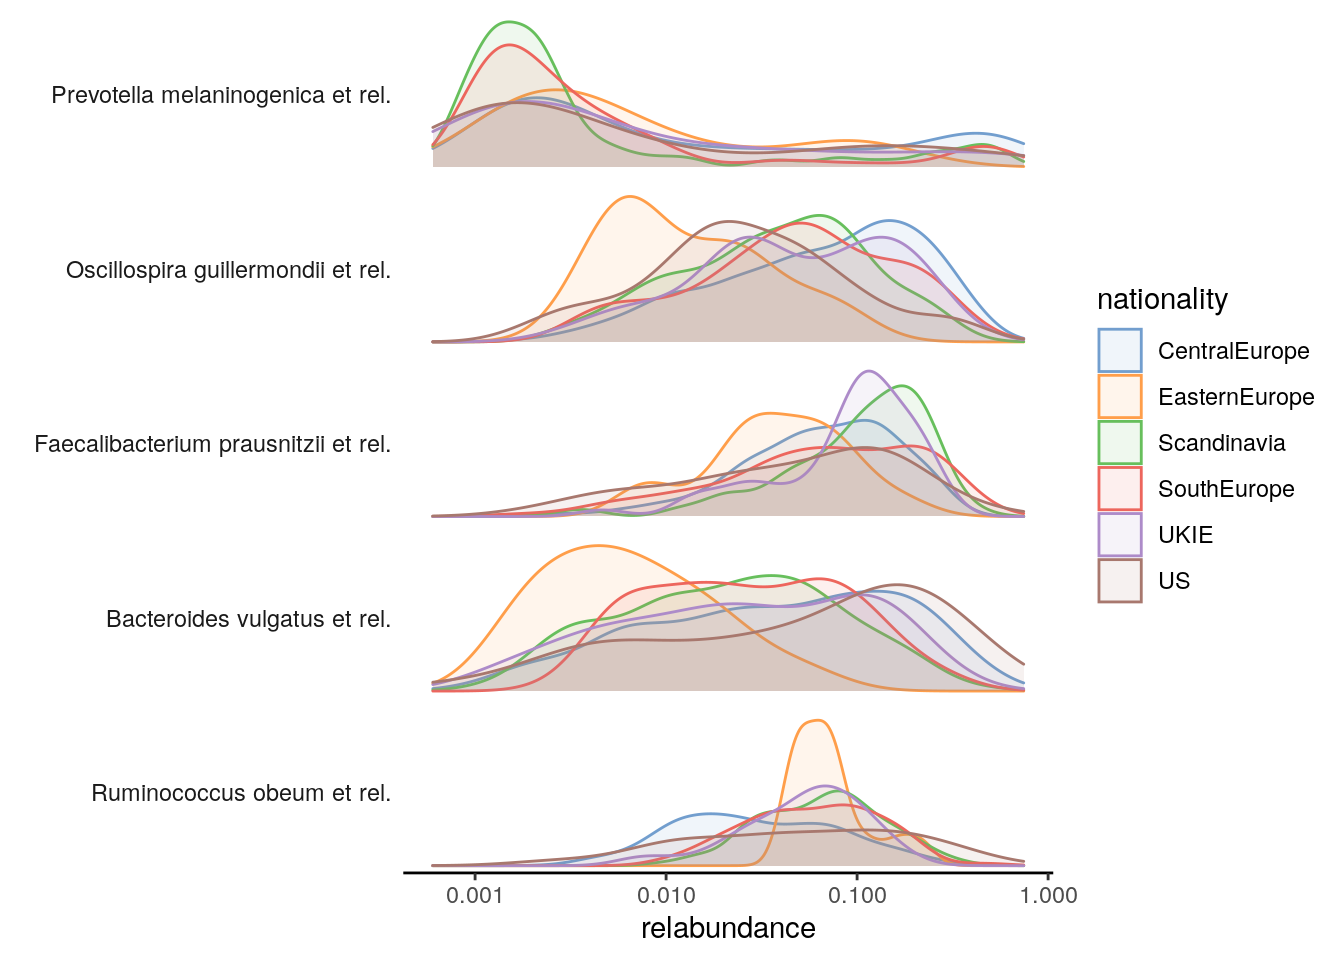 Prevotella melaninogenica et rel.
Oscillospira guillermondii et rel.
Faecalibacterium prausnitzii et rel.
Bacteroides vulgatus et rel.
Ruminococcus obeum et rel.
0.001
0.010
0.100
1.000
relabundance
nationality
CentralEurope
EasternEurope
Scandinavia
SouthEurope
UKIE
US